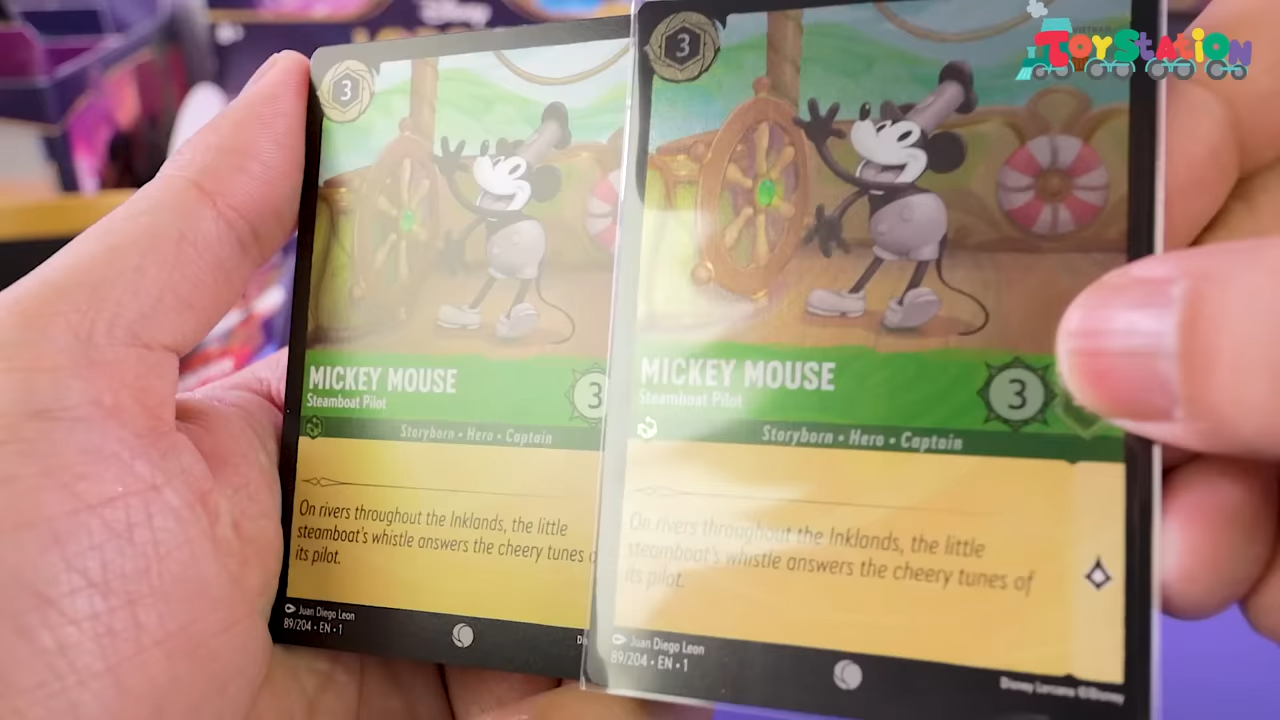 Disney
VIETNAM
ToyStation
3
MICKEY MOUSE
Steamboat Pilot
3
Storyborn • Hero • Captain
On rivers throughout the Inklands, the little
steamboat's whistle answers the cheery tunes
its pilot.
Juan Diego Leon
89/204 • EN • 1
3
MICKEY MOUSE
Steamboat Pilot
3
Storyborn • Hero • Captain
On rivers throughout the Inklands, the little
steamboat's whistle answers the cheery tunes of
its pilot.
Juan Diego Leon
89/204 • EN • 1
Disney Lorcana ©Disney